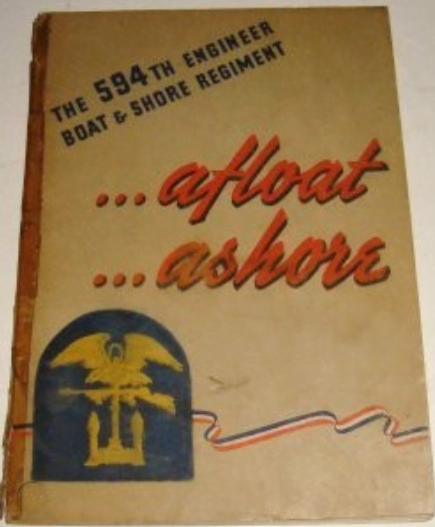 THE 594TH ENGINEER
BOAT & SHORE REGIMENT
...afloat
...ashore